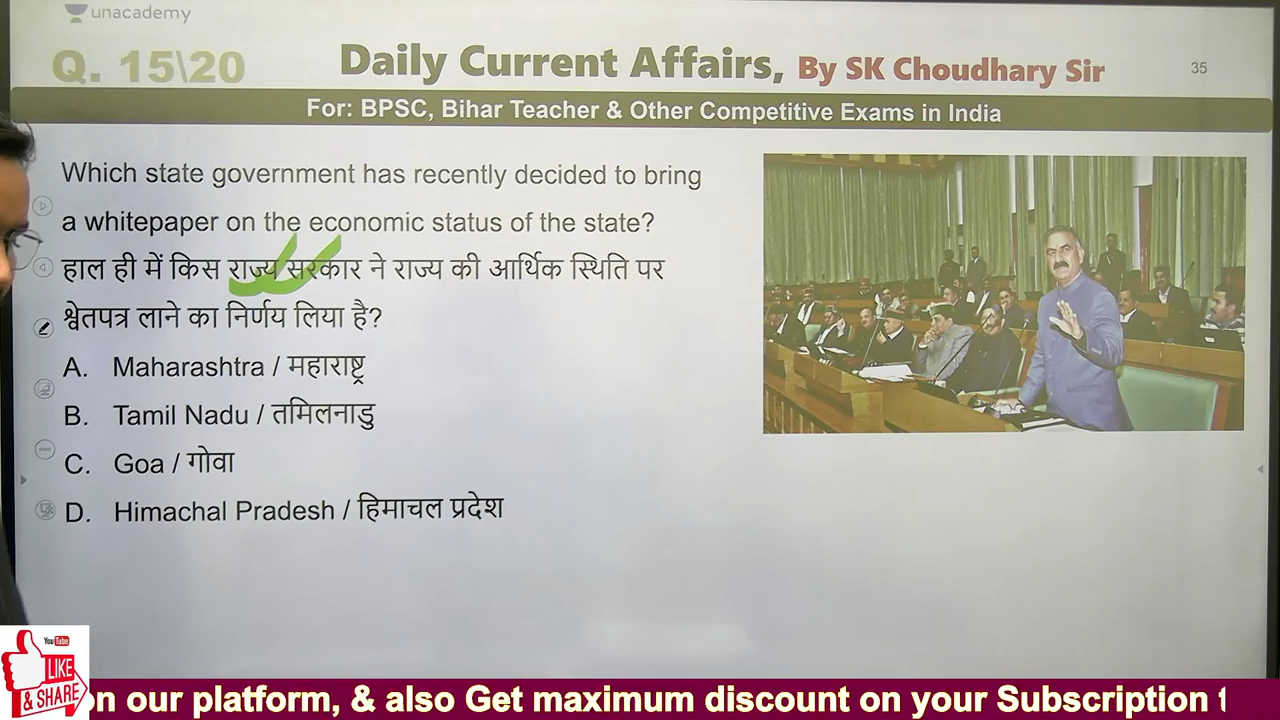 unacademy
Q. 15\20
Daily Current Affairs, By SK Choudhary Sir
35
For: BPSC, Bihar Teacher & Other Competitive Exams in India
Which state government has recently decided to bring
a whitepaper on the economic status of the state?
हाल ही में किस राज्य सरकार ने राज्य की आर्थिक स्थिति पर
श्वेतपत्र लाने का निर्णय लिया है?
A. Maharashtra / महाराष्ट्र
B. Tamil Nadu / तमिलनाडु
C. Goa / गोवा
D. Himachal Pradesh / हिमाचल प्रदेश
YouTube
LIKE
& SHARE
on our platform, & also Get maximum discount on your Subscription